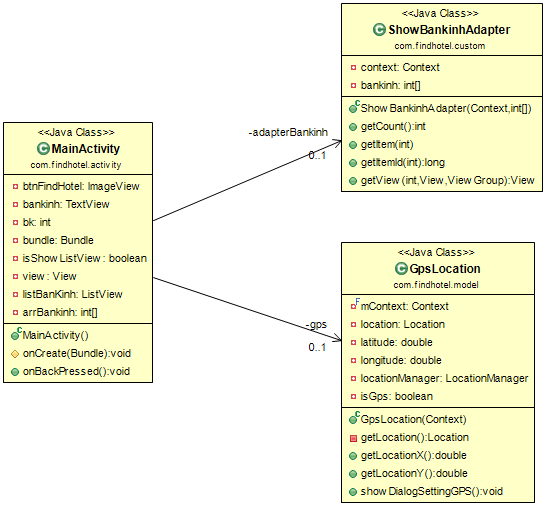 <<Java Class>>
MainActivity
com.findhotel.activity
btnFindHotel: ImageView
bankinh: TextView
bk: int
bundle: Bundle
isShowListView: boolean
view: View
listBanKinh: ListView
arrBankinh: int[]
MainActivity()
onCreate(Bundle):void
onBackPressed():void
-adapterBankinh
0..1
-gps
0..1
<<Java Class>>
ShowBankinhAdapter
com.findhotel.custom
context: Context
bankinh: int[]
ShowBankinhAdapter(Context,int[])
getCount():int
getItem(int)
getItemId(int):long
getView(int,View,ViewGroup):View
<<Java Class>>
GpsLocation
com.findhotel.model
mContext: Context
location: Location
latitude: double
longitude: double
locationManager: LocationManager
isGps: boolean
GpsLocation(Context)
getLocation():Location
getLocationX():double
getLocationY():double
showDialogSettingGPS():void